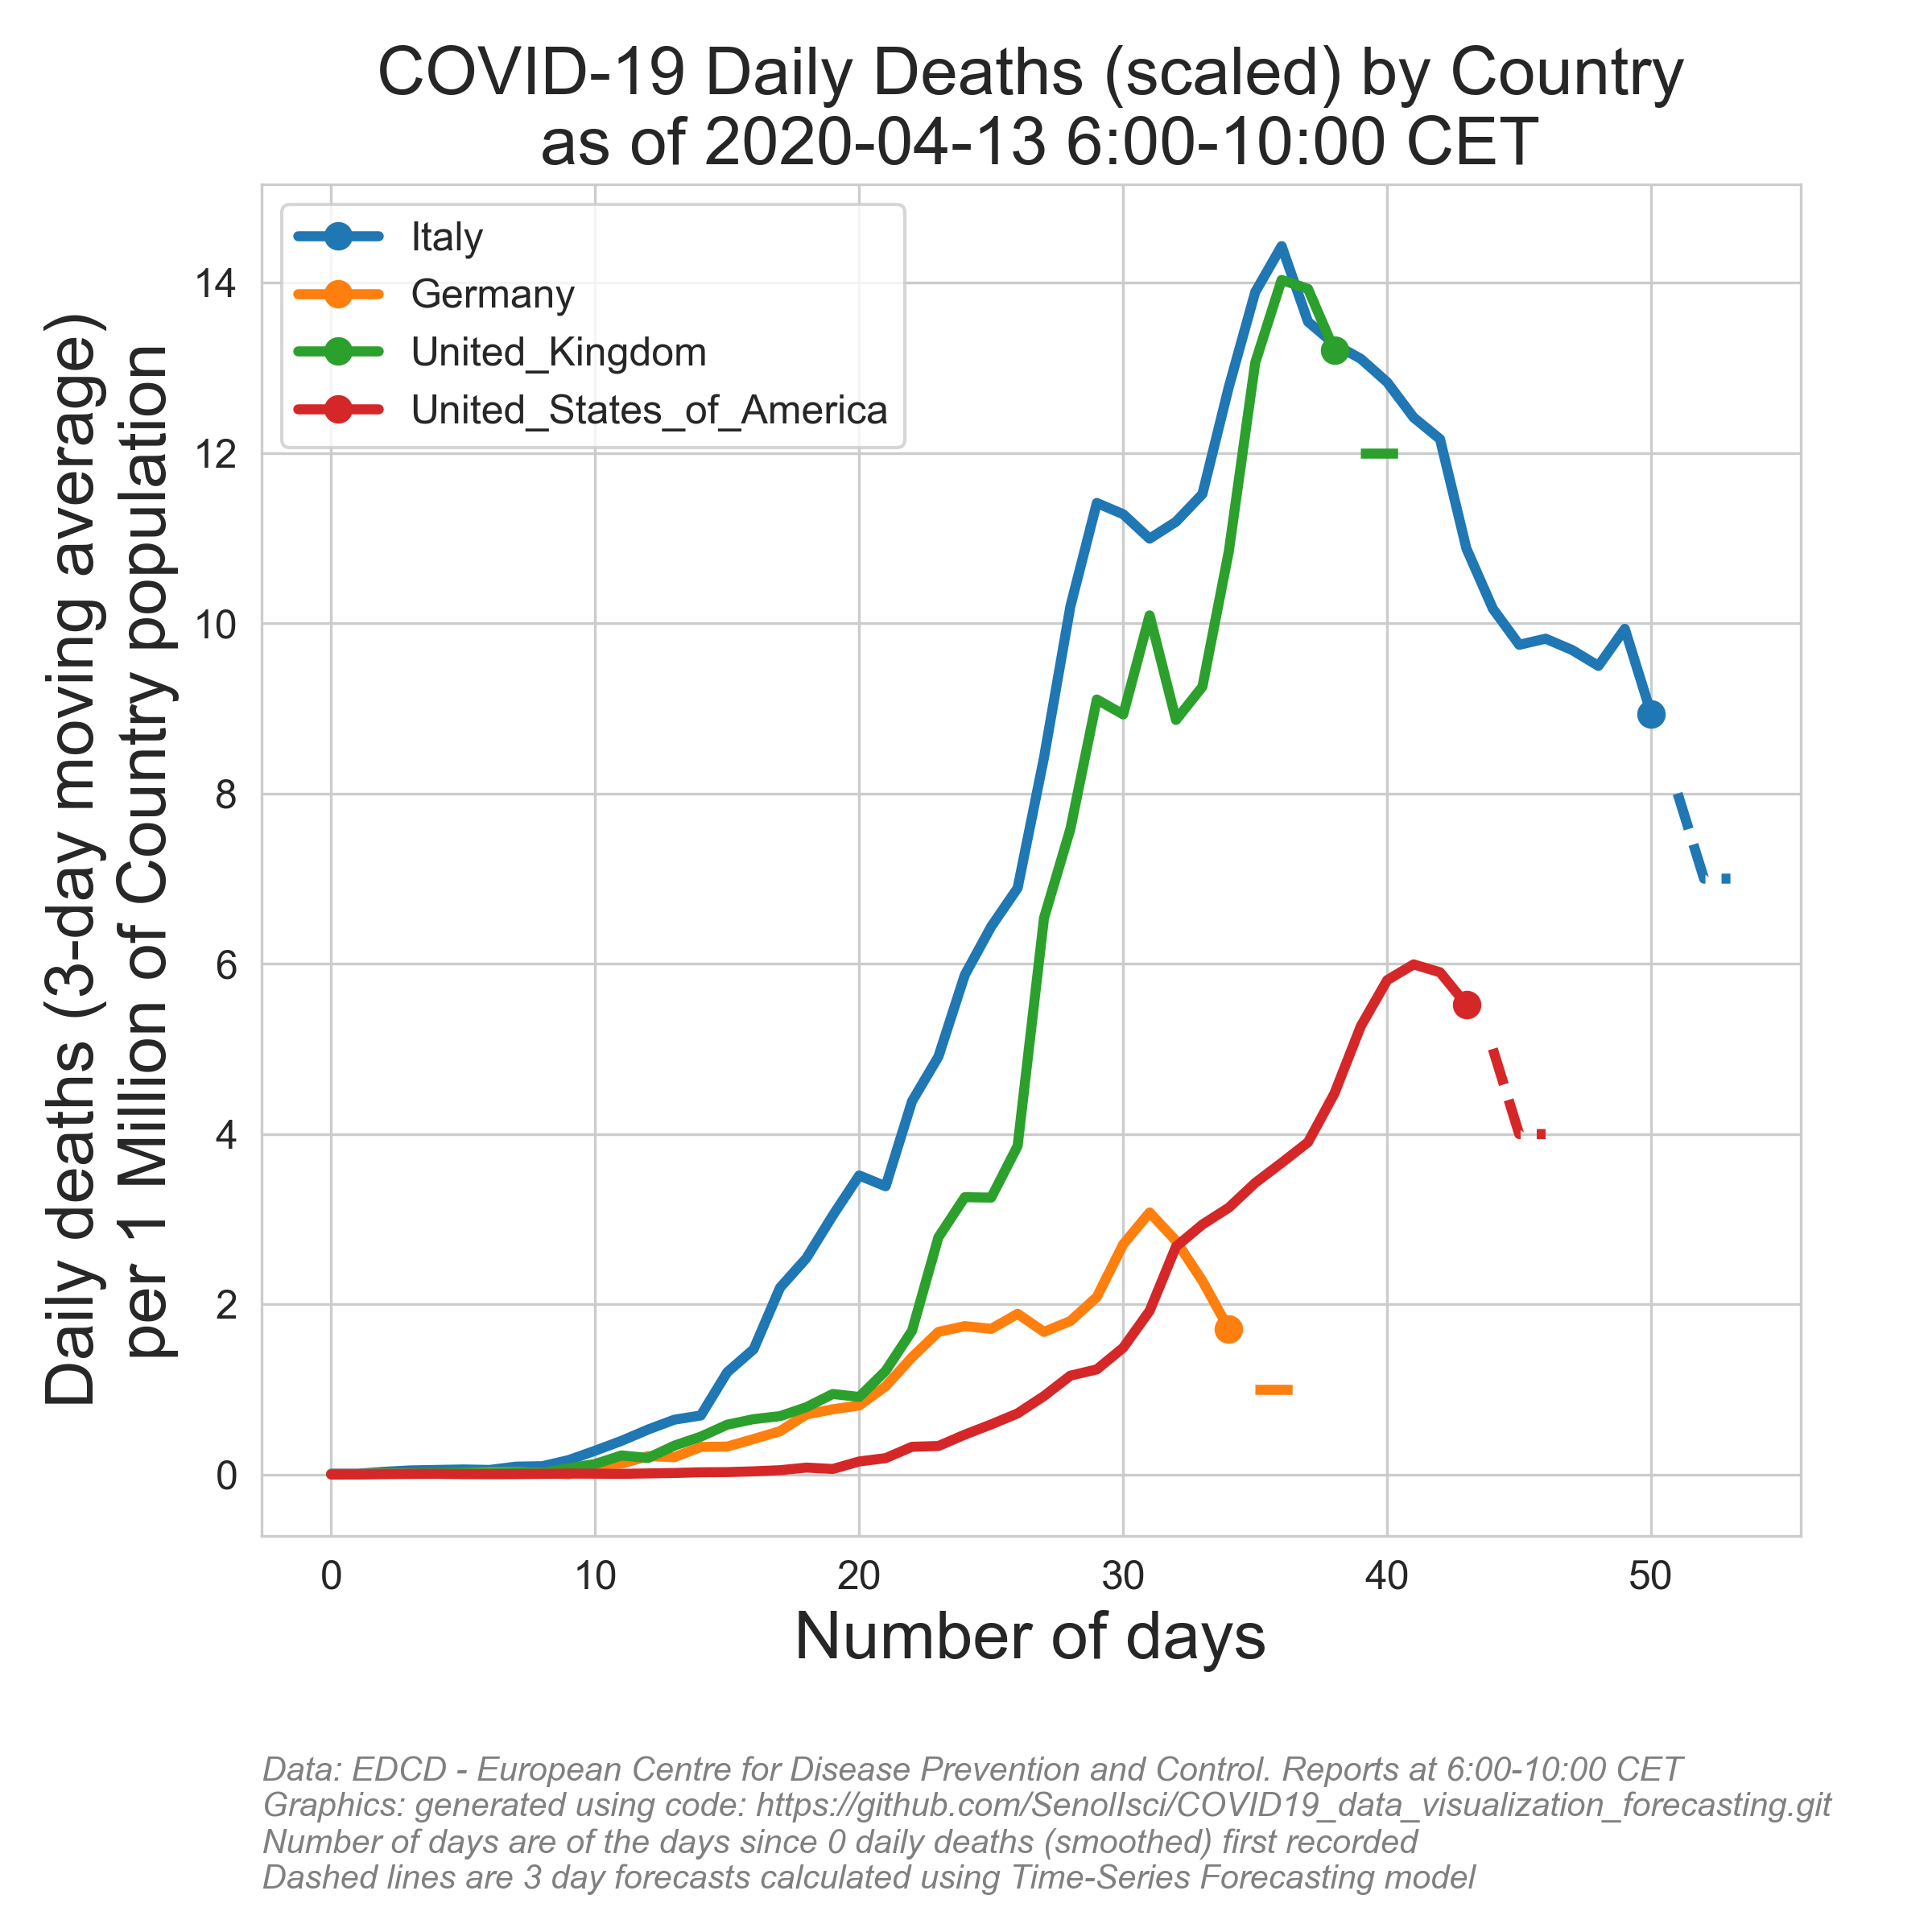 COVID-19 Daily Deaths (scaled) by Country
as of 2020-04-13 6:00-10:00 CET
Italy
Germany
United_Kingdom
United_States_of_America
Daily deaths (3-day moving average)
per 1 Million of Country population
14
12
10
8
6
4
2
0
0
10
20
30
40
50
Number of days
Data: EDCD - European Centre for Disease Prevention and Control. Reports at 6:00-10:00 CET
Graphics: generated using code: https://github.com/SenolIsci/COVID19_data_visualization_forecasting.git
Number of days are of the days since 0 daily deaths (smoothed) first recorded
Dashed lines are 3 day forecasts calculated using Time-Series Forecasting model